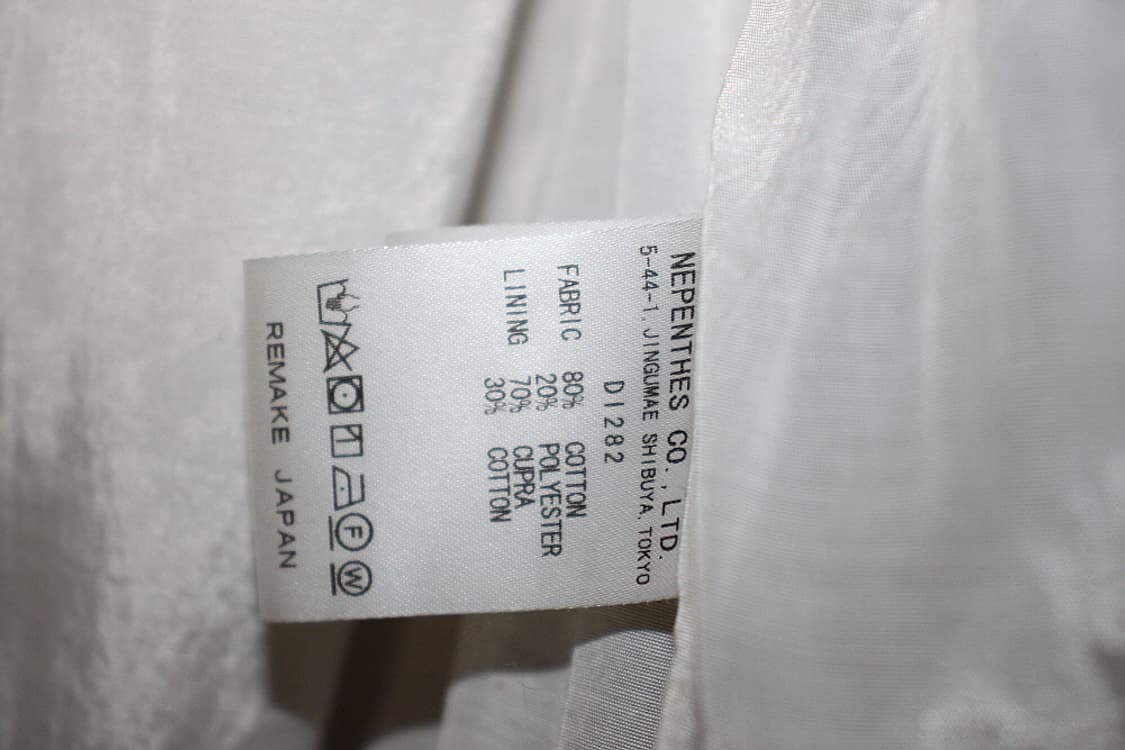 NEPENTHES CO., LTD.
5-44-1, JINGUMAE SHIBUYA, TOKYO
DI282
FABRIC 80% COTTON
20% POLYESTER
LINING 70% CUPRA
30% COTTON
F W
REMAKE JAPAN